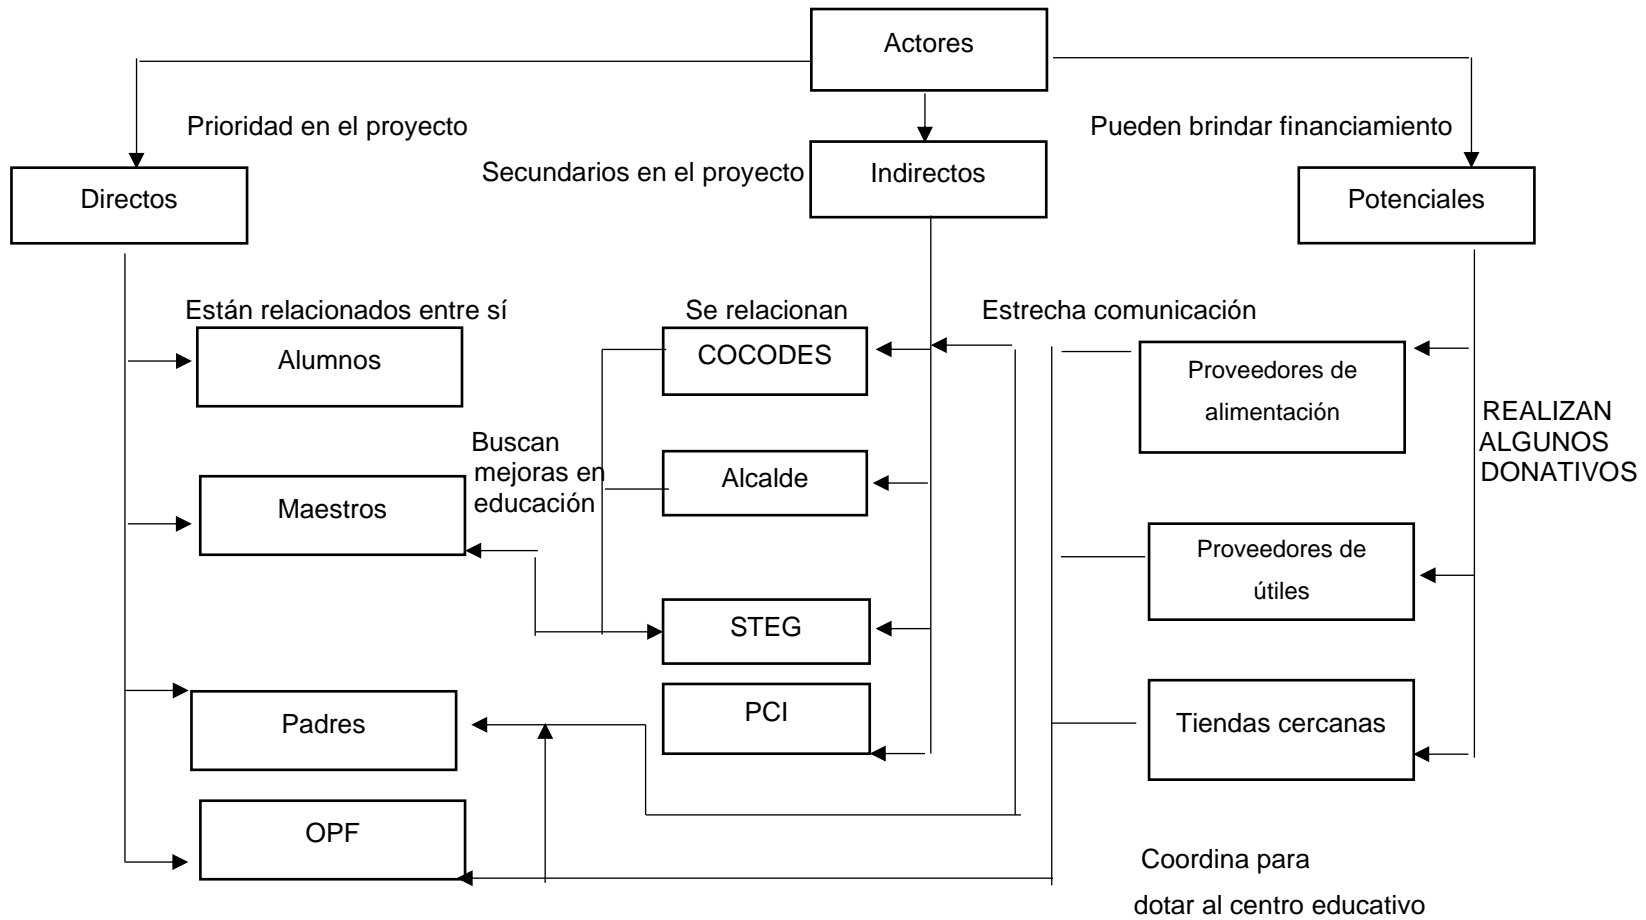 Actores
Prioridad en el proyecto
Pueden brindar financiamiento
Secundarios en el proyecto
Indirectos
Directos
Potenciales
Están relacionados entre sí
Se relacionan
Estrecha comunicación
Alumnos
COCODES
Proveedores de
alimentación
REALIZAN
ALGUNOS
DONATIVOS
Buscan
mejoras en
educación
Maestros
Alcalde
Proveedores de
útiles
STEG
Padres
PCI
Tiendas cercanas
OPF
Coordina para
dotar al centro educativo